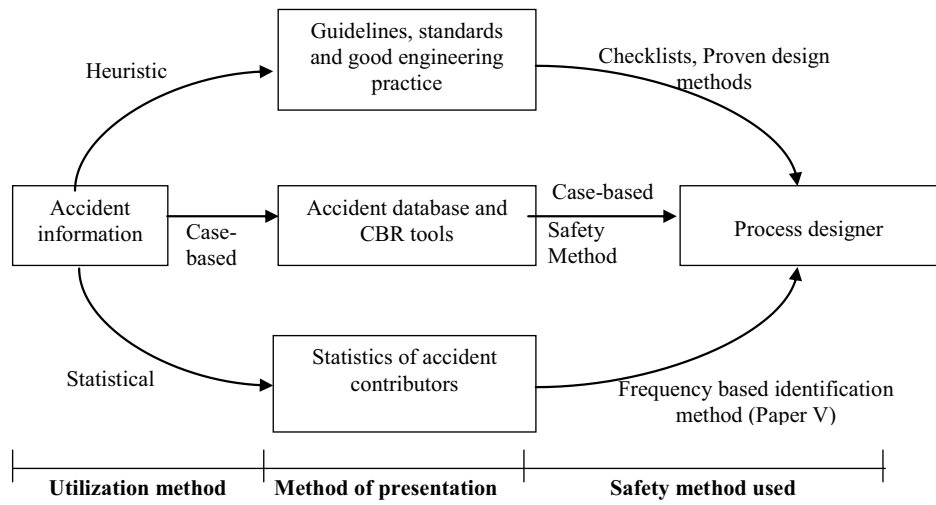 Guidelines, standards
and good engineering
practice
Heuristic
Checklists, Proven design
methods
Accident
information
Case-
based
Accident database and
CBR tools
Case-based
Safety
Method
Process designer
Statistics of accident
contributors
Statistical
Frequency based identification
method (Paper V)
Utilization method
Method of presentation
Safety method used